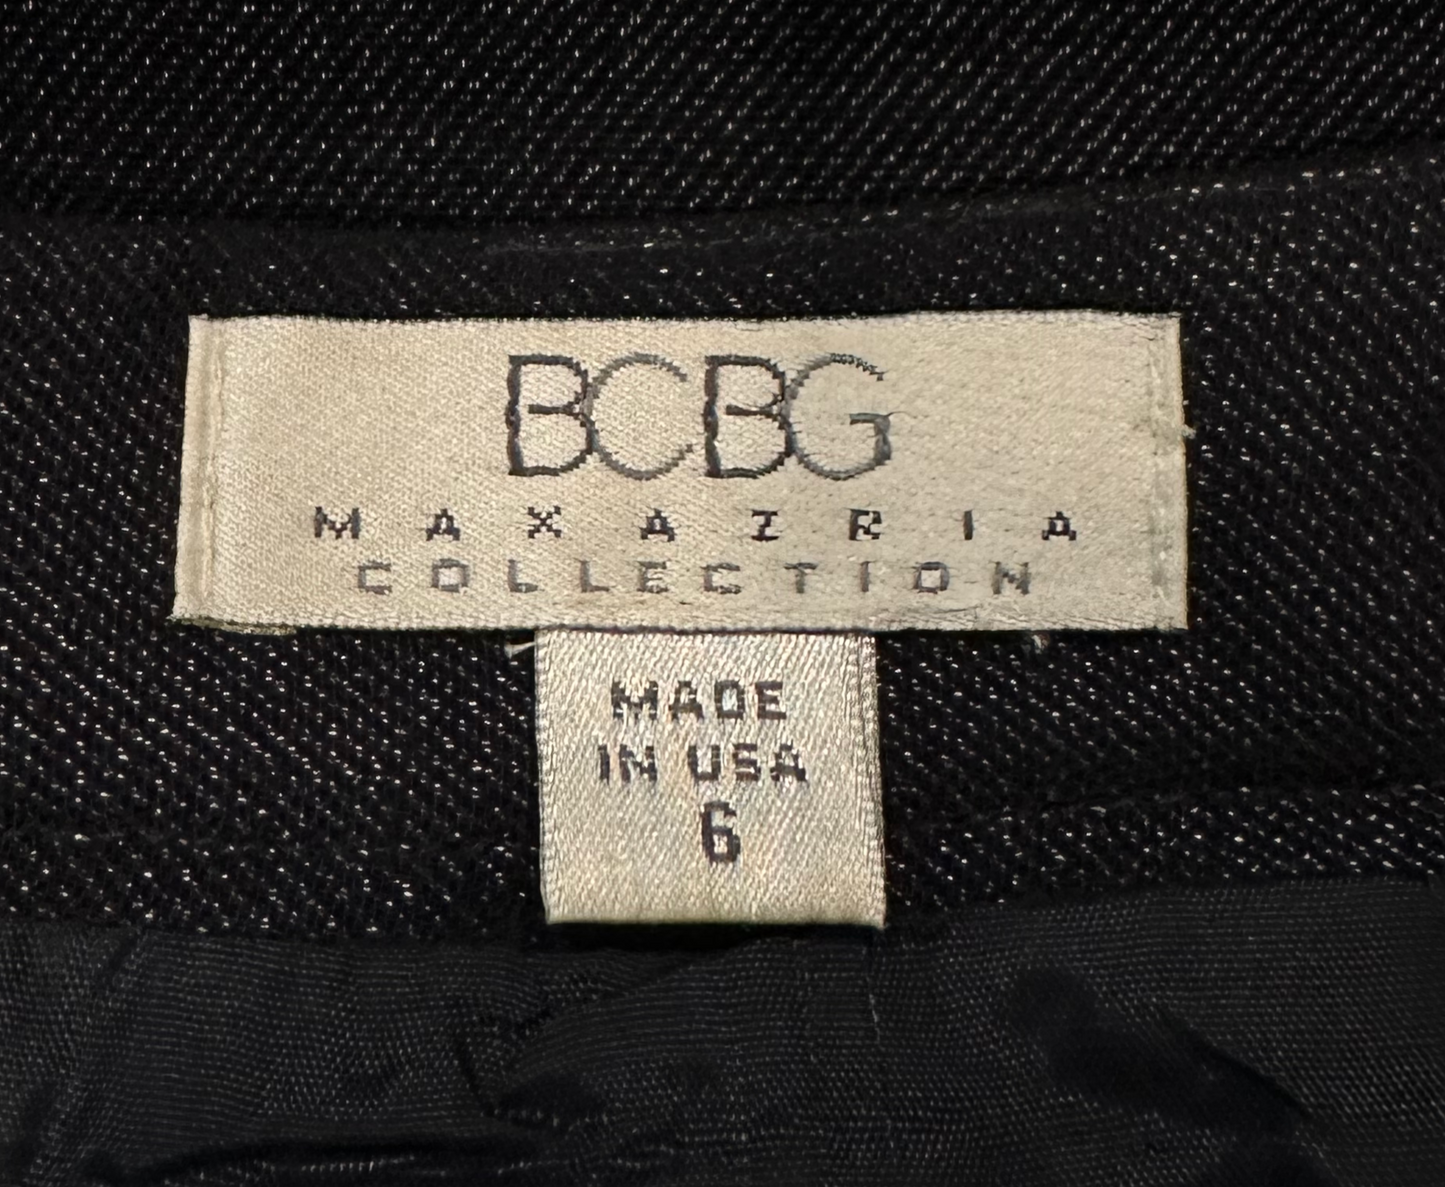 BCBG
MAXAZRIA
COLLECTION
MADE
IN USA
6